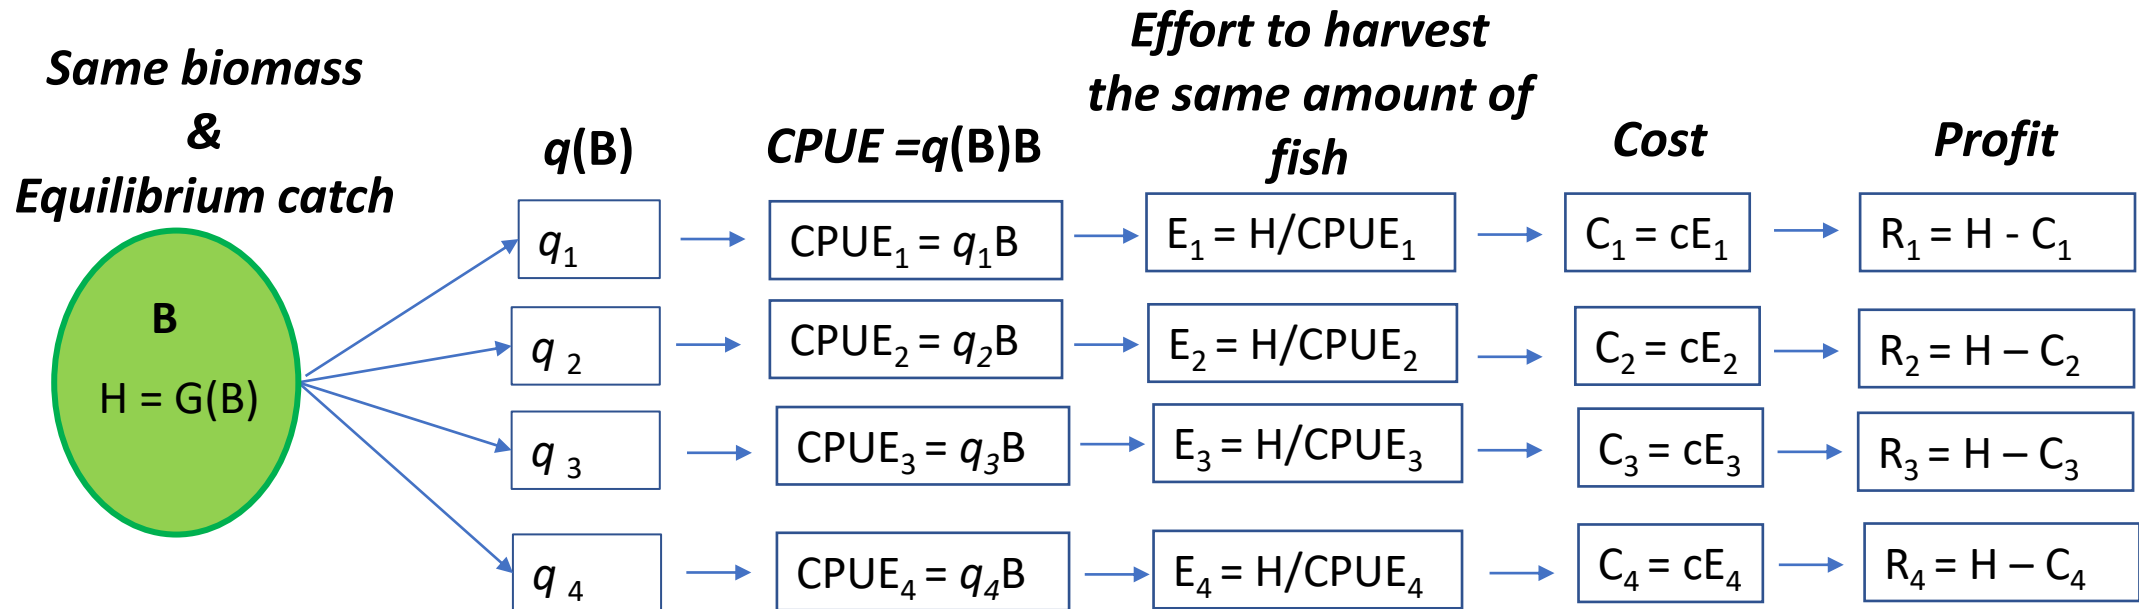 Same biomass
&
Equilibrium catch
q(B)
CPUE =q(B)B
Effort to harvest
the same amount of
fish
Cost
Profit
B
H = G(B)
q1
CPUE1 = q1B
E1 = H/CPUE1
C1 = cE1
R1 = H - C1
q 2
CPUE2 = q2B
E2 = H/CPUE2
C2 = cE2
R2 = H – C2
q 3
CPUE3 = q3B
E3 = H/CPUE3
C3 = cE3
R3 = H – C3
q 4
CPUE4 = q4B
E4 = H/CPUE4
C4 = cE4
R4 = H – C4